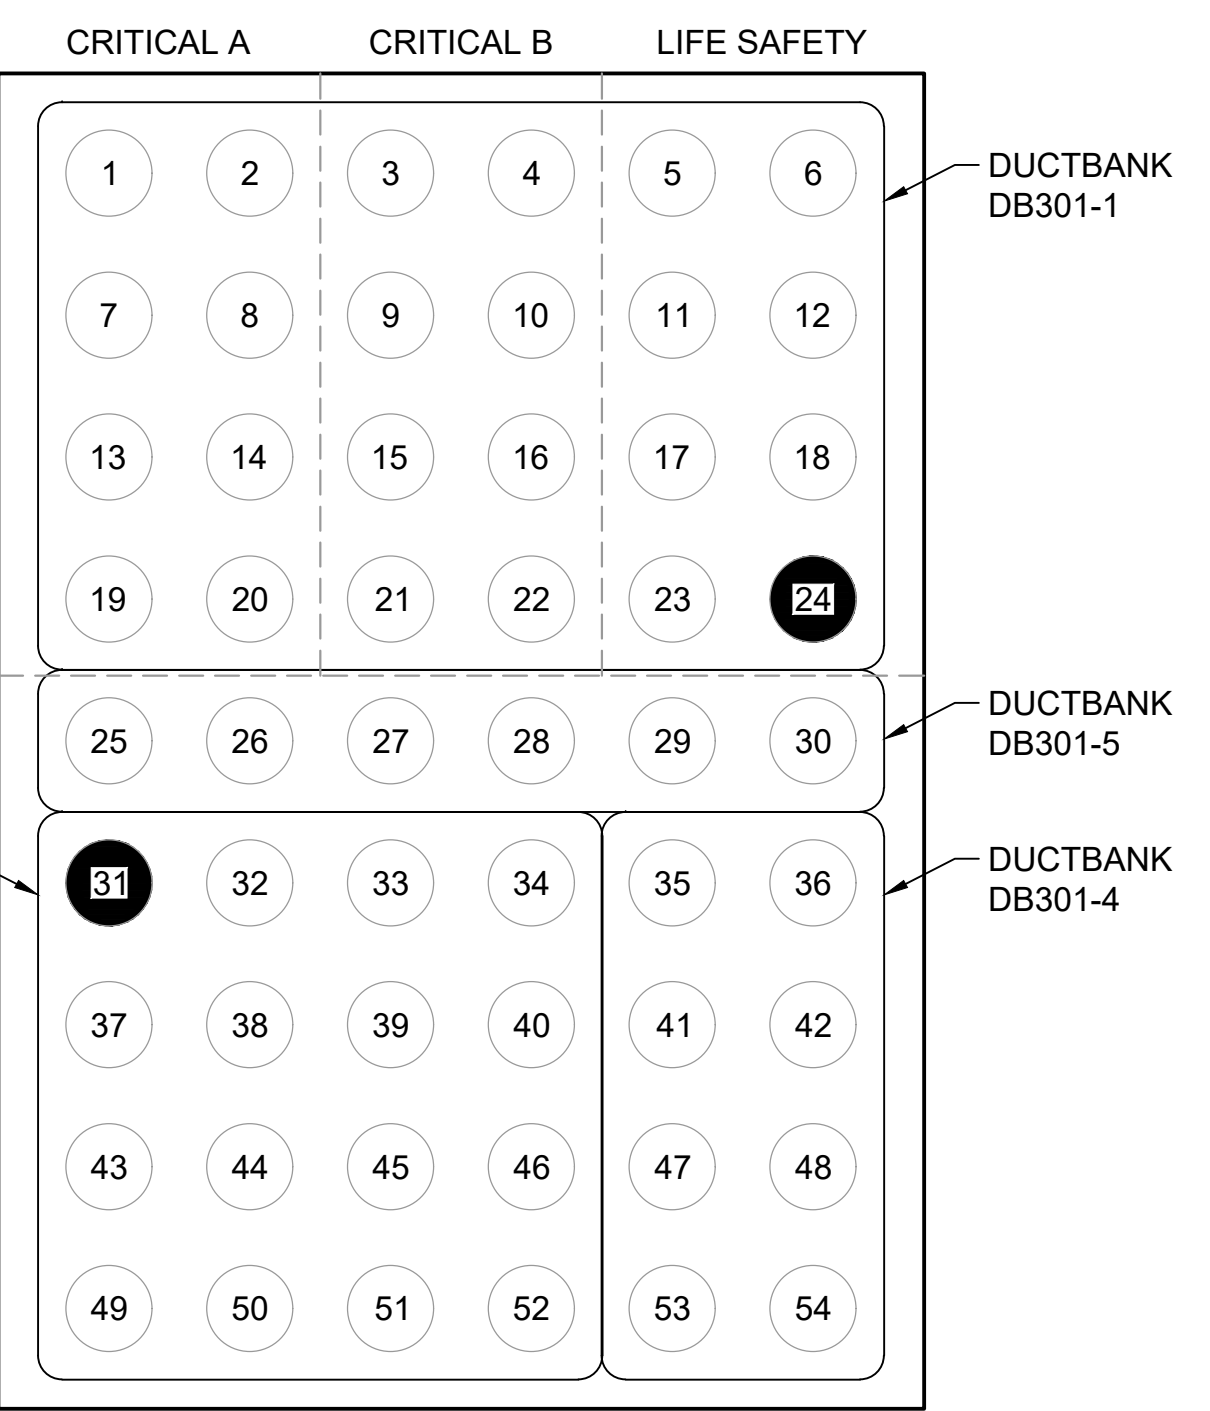 CRITICAL A CRITICAL B LIFE SAFETY
1 2 3 4 5 6
DUCTBANK
DB301-1
7 8 9 10 11 12
13 14 15 16 17 18
19 20 21 22 23 24
25 26 27 28 29 30
DUCTBANK
DB301-5
31 32 33 34 35 36
DUCTBANK
DB301-4
37 38 39 40 41 42
43 44 45 46 47 48
49 50 51 52 53 54